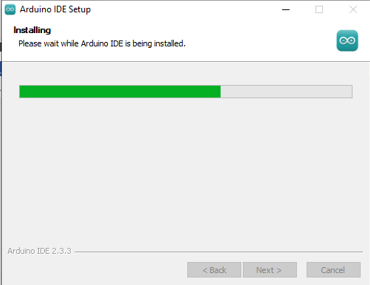 Arduino IDE Setup
Installing
Please wait while Arduino IDE is being installed.
Arduino IDE 2.3.3
< Back
Next >
Cancel